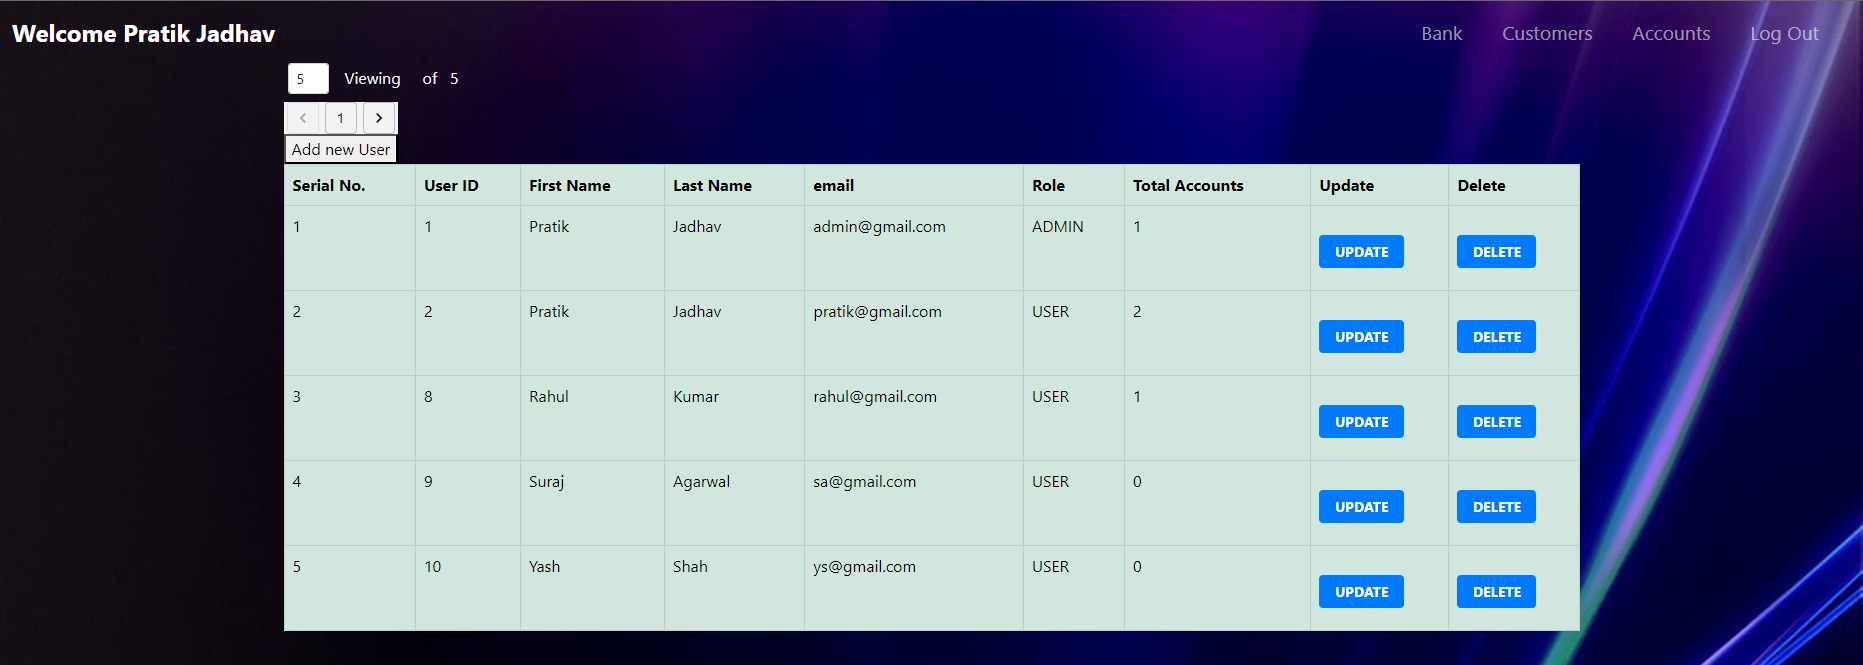 Welcome Pratik Jadhav Bank Customers Accounts Log Out
5 Viewing of 5
1
Add new User
Serial No. User ID First Name Last Name email Role Total Accounts Update Delete
1 1 Pratik Jadhav admin@gmail.com ADMIN 1 UPDATE DELETE
2 2 Pratik Jadhav pratik@gmail.com USER 2 UPDATE DELETE
3 8 Rahul Kumar rahul@gmail.com USER 1 UPDATE DELETE
4 9 Suraj Agarwal sa@gmail.com USER 0 UPDATE DELETE
5 10 Yash Shah ys@gmail.com USER 0 UPDATE DELETE